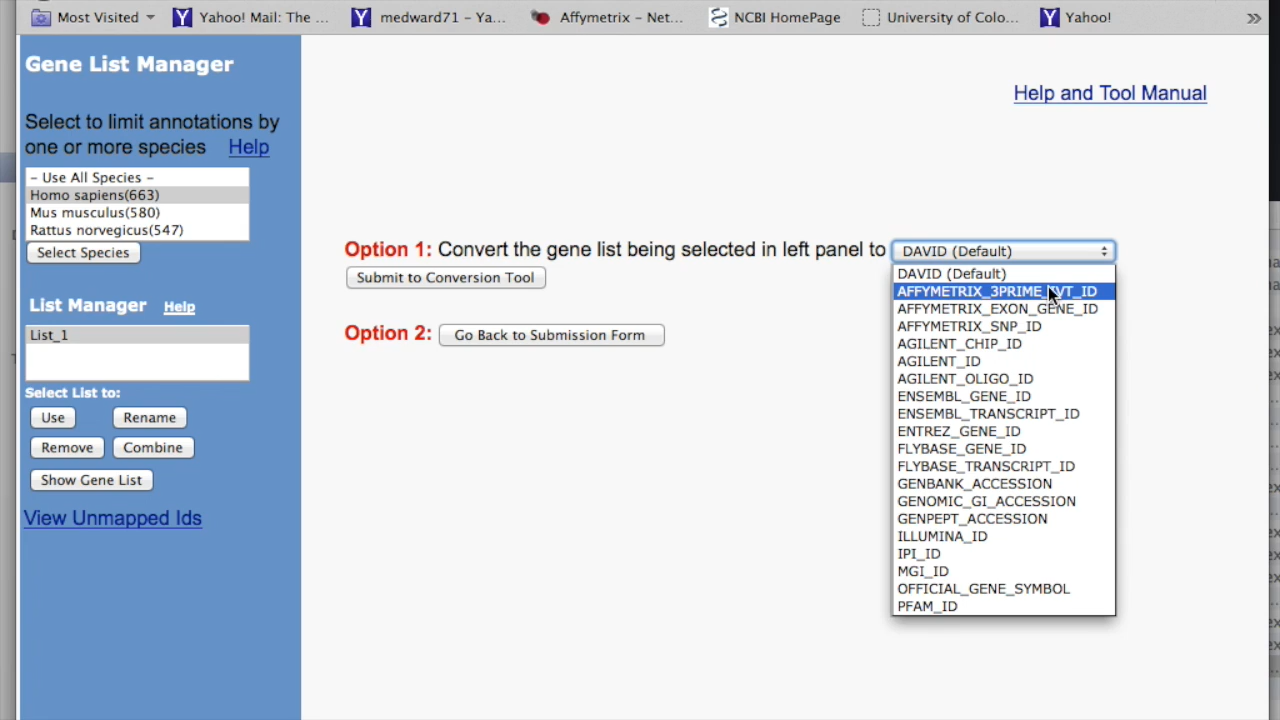 Most Visited
Yahoo! Mail: The ...
medward71 - Ya...
Affymetrix - Net...
NCBI HomePage
University of Colo...
Yahoo!
Gene List Manager
Select to limit annotations by
one or more species Help
- Use All Species -
Homo sapiens(663)
Mus musculus(580)
Rattus norvegicus(547)
Select Species
List Manager Help
List_1
Select List to:
Use Rename
Remove Combine
Show Gene List
View Unmapped Ids
Help and Tool Manual
Option 1: Convert the gene list being selected in left panel to DAVID (Default)
Submit to Conversion Tool
Option 2: Go Back to Submission Form
DAVID (Default)
AFFYMETRIX_EXON_GENE_ID
AFFYMETRIX_SNP_ID
AGILENT_CHIP_ID
AGILENT_ID
AGILENT_OLIGO_ID
ENSEMBL_GENE_ID
ENSEMBL_TRANSCRIPT_ID
ENTREZ_GENE_ID
FLYBASE_GENE_ID
FLYBASE_TRANSCRIPT_ID
GENBANK_ACCESSION
GENOMIC_GI_ACCESSION
GENPEPT_ACCESSION
ILLUMINA_ID
IPI_ID
MGI_ID
OFFICIAL_GENE_SYMBOL
PFAM_ID